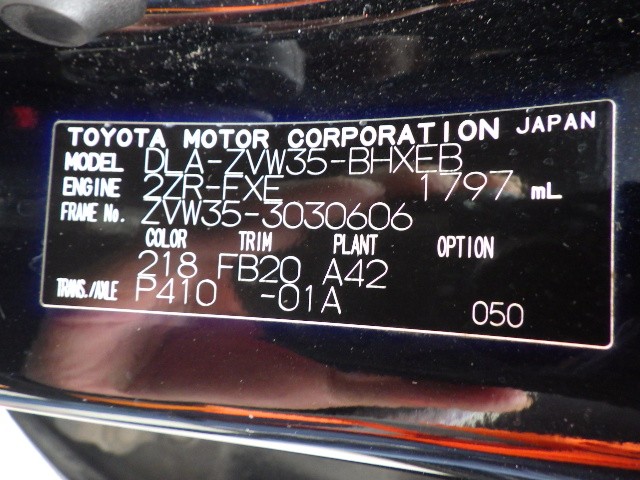 TOYOTA MOTOR CORPORATION JAPAN
MODEL DLA-ZVW35-BHXEB
ENGINE 2ZR-FXE 1797 mL
FRAME No. ZVW35-3030606
COLOR TRIM PLANT OPTION
218 FB20 A42
TRANS./AXLE P410 -01A
050